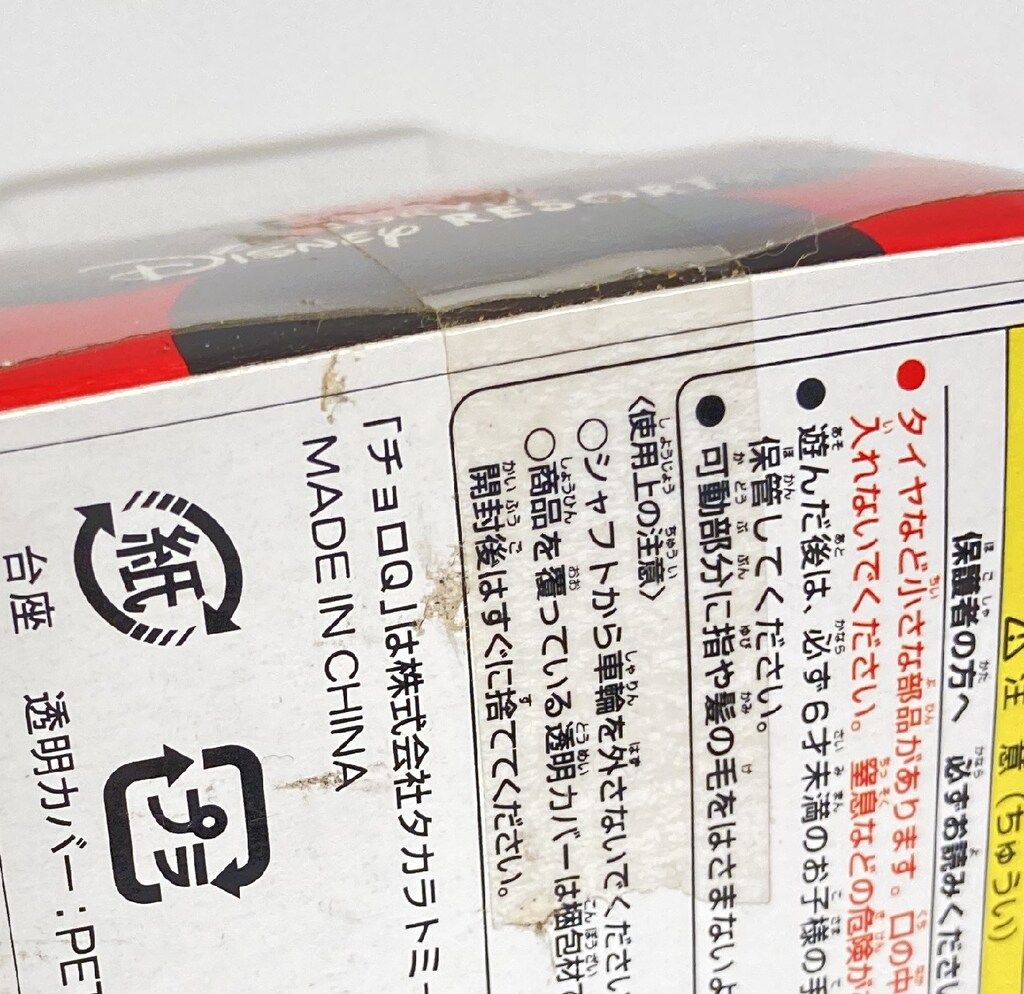 DISNEY RESORT
注意(ちゅうい)
保護者の方へ 必ずお読みくださ
● タイヤなど小さな部品があります。口の中
入れないでください。窒息などの危険が
● 遊んだ後は、必ず6才未満のお子様の手
保管してください。
● 可動部分に指や髪の毛をはさまないよ
〈使用上の注意〉
○シャフトから車輪を外さないでください
○商品を覆っている透明カバーは梱包材で
開封後はすぐに捨ててください。
「チョロQ」は株式会社タカラトミー
MADE IN CHINA
紙 プラ
台座 透明カバー:PET